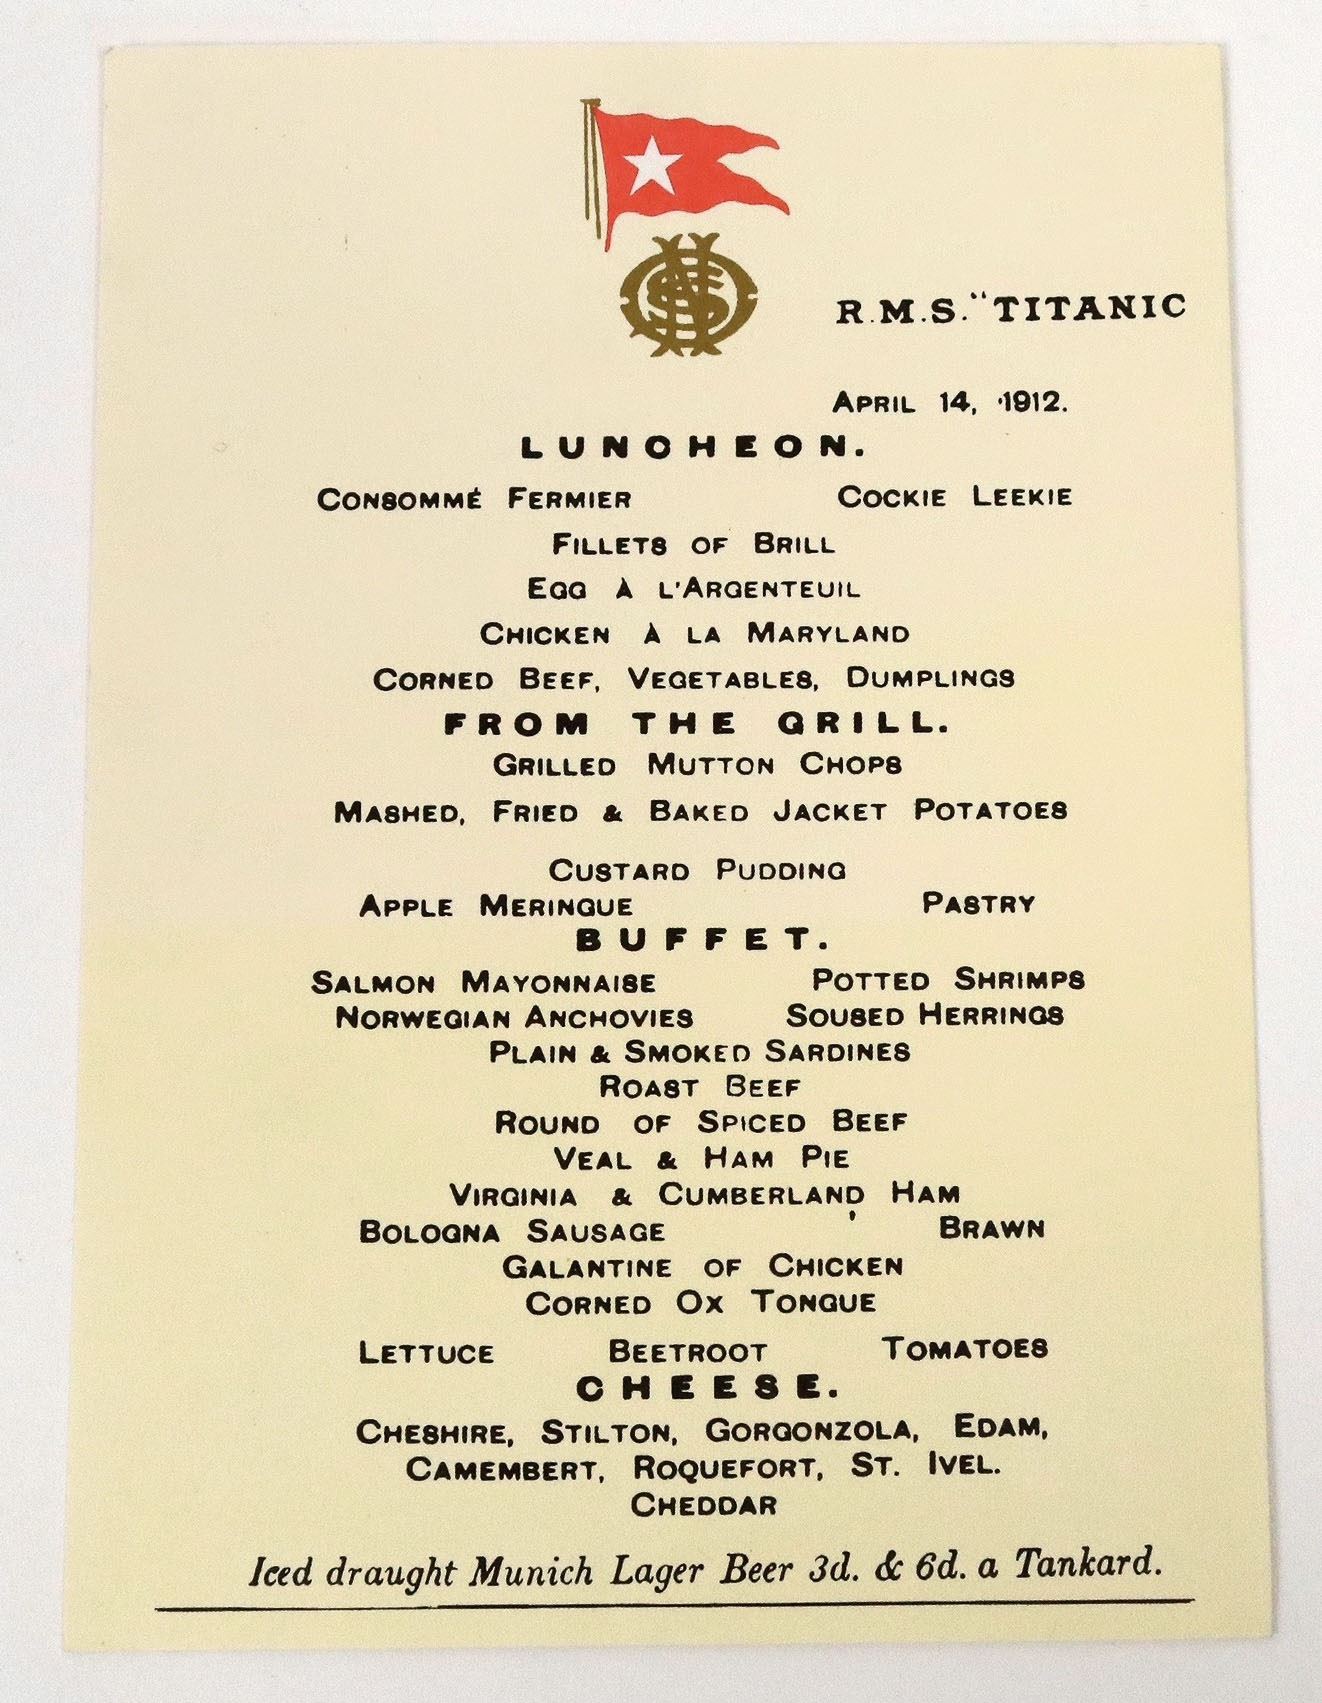 R.M.S. "TITANIC
APRIL 14, 1912.
LUNCHEON.
CONSOMMÉ FERMIER COCKIE LEEKIE
FILLETS OF BRILL
EGG À L'ARGENTEUIL
CHICKEN À LA MARYLAND
CORNED BEEF, VEGETABLES, DUMPLINGS
FROM THE GRILL.
GRILLED MUTTON CHOPS
MASHED, FRIED & BAKED JACKET POTATOES
CUSTARD PUDDING
APPLE MERINGUE PASTRY
BUFFET.
SALMON MAYONNAISE POTTED SHRIMPS
NORWEGIAN ANCHOVIES SOUSED HERRINGS
PLAIN & SMOKED SARDINES
ROAST BEEF
ROUND OF SPICED BEEF
VEAL & HAM PIE
VIRGINIA & CUMBERLAND HAM
BOLOGNA SAUSAGE BRAWN
GALANTINE OF CHICKEN
CORNED OX TONGUE
LETTUCE BEETROOT TOMATOES
CHEESE.
CHESHIRE, STILTON, GORGONZOLA, EDAM,
CAMEMBERT, ROQUEFORT, ST. IVEL.
CHEDDAR
Iced draught Munich Lager Beer 3d. & 6d. a Tankard.